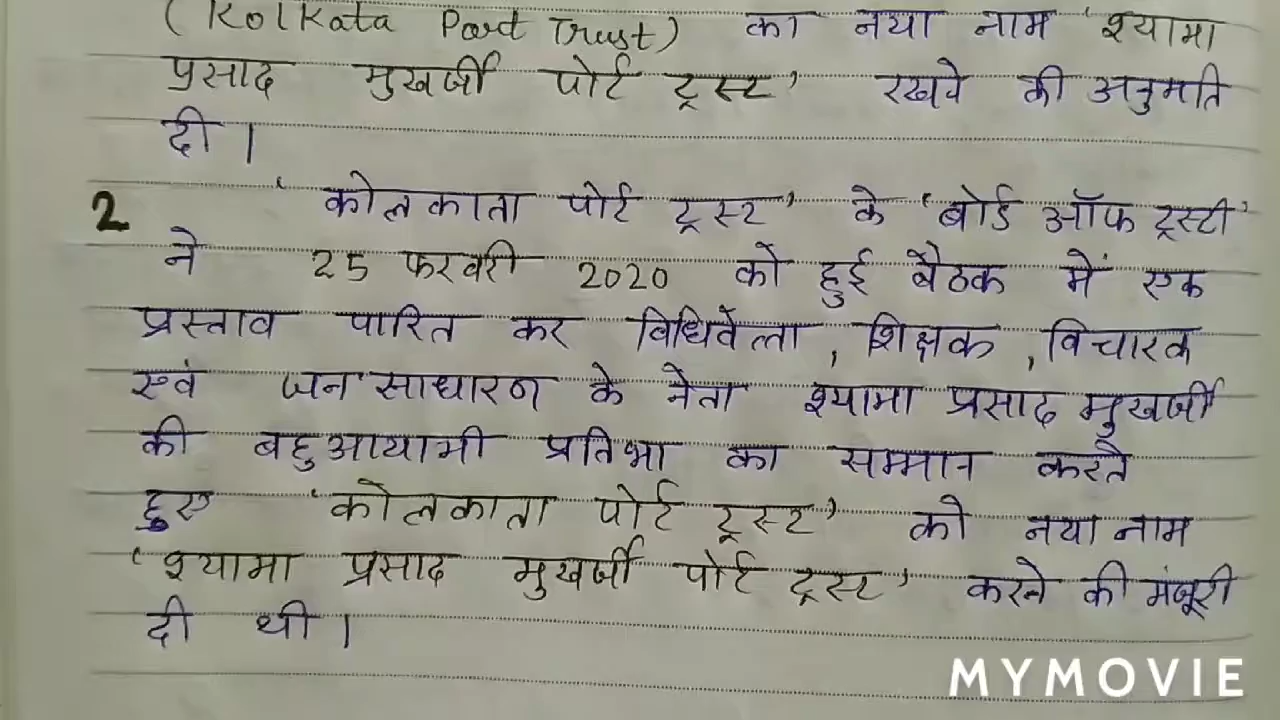 (Kolkata Port Trust) का नया नाम 'श्यामा
प्रसाद मुखर्जी पोर्ट ट्रस्ट' रखने की अनुमति
दी।
2 'कोलकाता पोर्ट ट्रस्ट' के 'बोर्ड ऑफ ट्रस्टी'
ने 25 फरवरी 2020 को हुई बैठक में एक
प्रस्ताव पारित कर विधिवेत्ता, शिक्षक, विचारक
एवं जन साधारण के नेता श्यामा प्रसाद मुखर्जी
की बहुआयामी प्रतिभा का सम्मान करते
हुए 'कोलकाता पोर्ट ट्रस्ट' को नया नाम
'श्यामा प्रसाद मुखर्जी पोर्ट ट्रस्ट' करने की मंजूरी
दी थी।
MYMOVIE